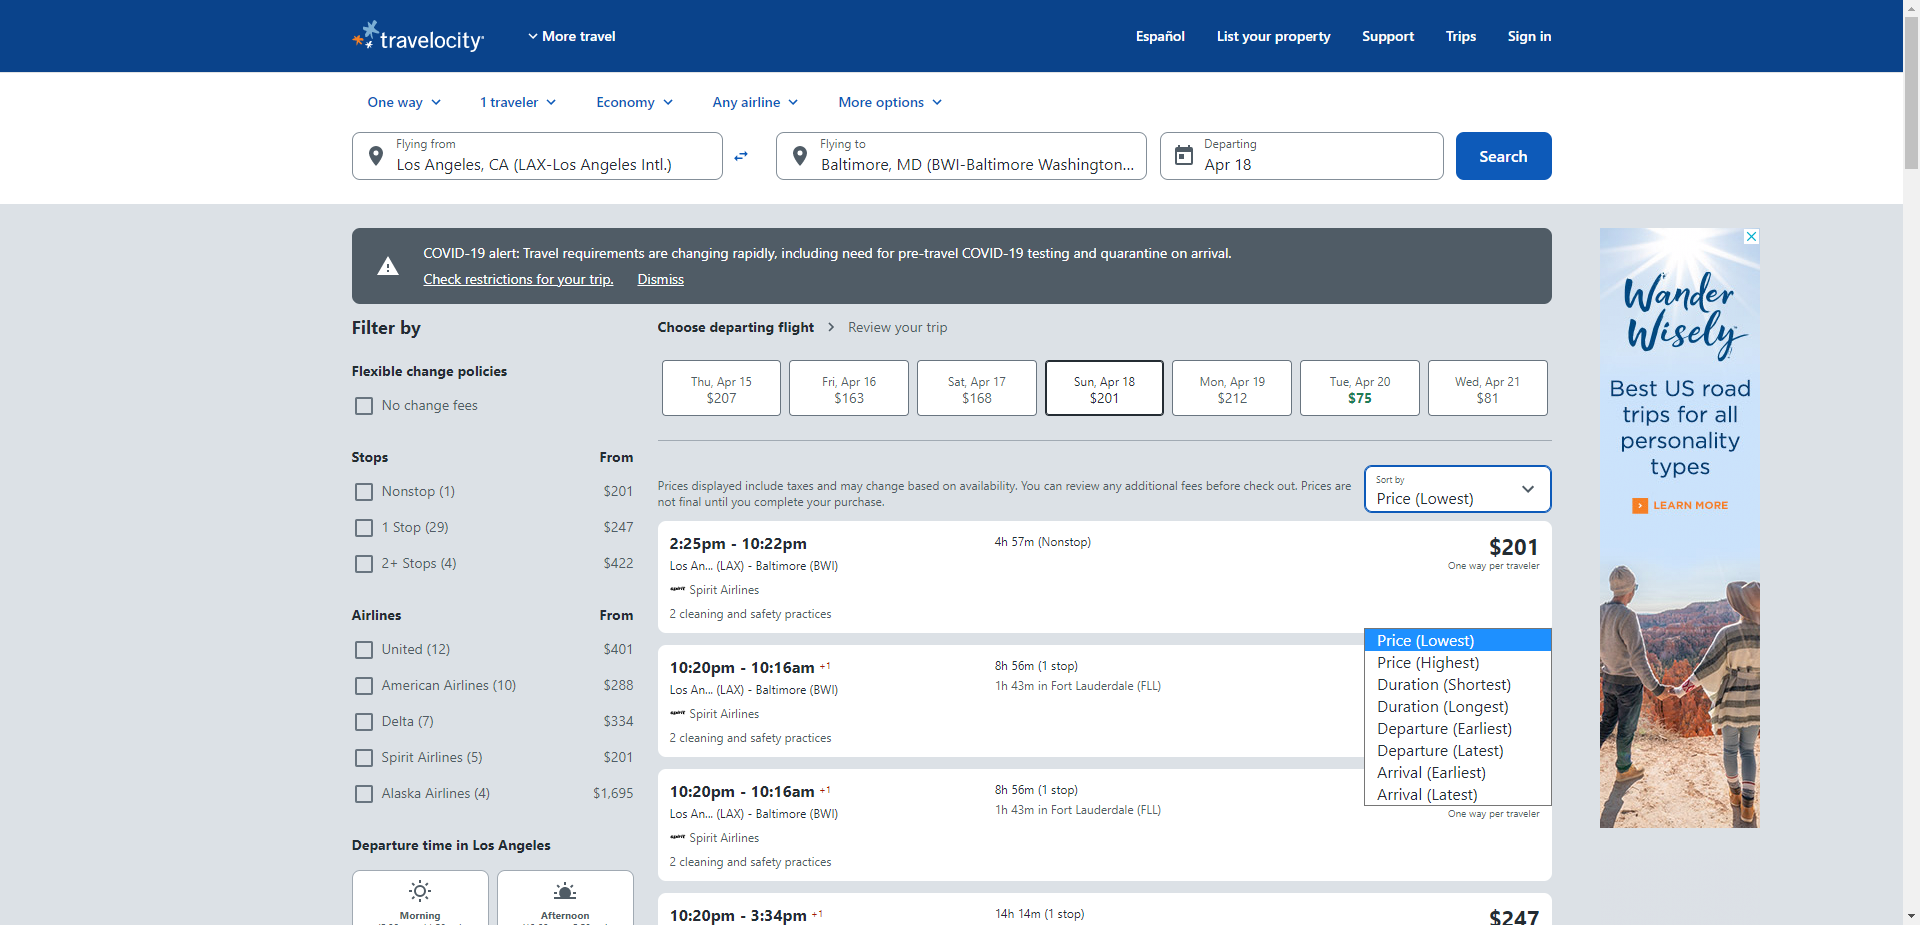 travelocity
More travel
Español
List your property
Support
Trips
Sign in
One way
1 traveler
Economy
Any airline
More options
Flying from
Los Angeles, CA (LAX-Los Angeles Intl.)
Flying to
Baltimore, MD (BWI-Baltimore Washington...
Departing
Apr 18
Search
COVID-19 alert: Travel requirements are changing rapidly, including need for pre-travel COVID-19 testing and quarantine on arrival.
Check restrictions for your trip.
Dismiss
Filter by
Flexible change policies
No change fees
Stops From
Nonstop (1) $201
1 Stop (29) $247
2+ Stops (4) $422
Airlines From
United (12) $401
American Airlines (10) $288
Delta (7) $334
Spirit Airlines (5) $201
Alaska Airlines (4) $1,695
Departure time in Los Angeles
Morning
Afternoon
Choose departing flight
Review your trip
Thu, Apr 15
$207
Fri, Apr 16
$163
Sat, Apr 17
$168
Sun, Apr 18
$201
Mon, Apr 19
$212
Tue, Apr 20
$75
Wed, Apr 21
$81
Prices displayed include taxes and may change based on availability. You can review any additional fees before check out. Prices are
not final until you complete your purchase.
Sort by
Price (Lowest)
2:25pm - 10:22pm
4h 57m (Nonstop)
$201
Los An... (LAX) - Baltimore (BWI)
One way per traveler
Spirit Airlines
2 cleaning and safety practices
10:20pm - 10:16am +1
8h 56m (1 stop)
Los An... (LAX) - Baltimore (BWI)
1h 43m in Fort Lauderdale (FLL)
Spirit Airlines
2 cleaning and safety practices
Price (Lowest)
Price (Highest)
Duration (Shortest)
Duration (Longest)
Departure (Earliest)
Departure (Latest)
Arrival (Earliest)
Arrival (Latest)
10:20pm - 10:16am +1
8h 56m (1 stop)
Los An... (LAX) - Baltimore (BWI)
1h 43m in Fort Lauderdale (FLL)
One way per traveler
Spirit Airlines
2 cleaning and safety practices
10:20pm - 3:34pm +1
14h 14m (1 stop)
$247
Wander
Wisely
Best US road
trips for all
personality
types
LEARN MORE